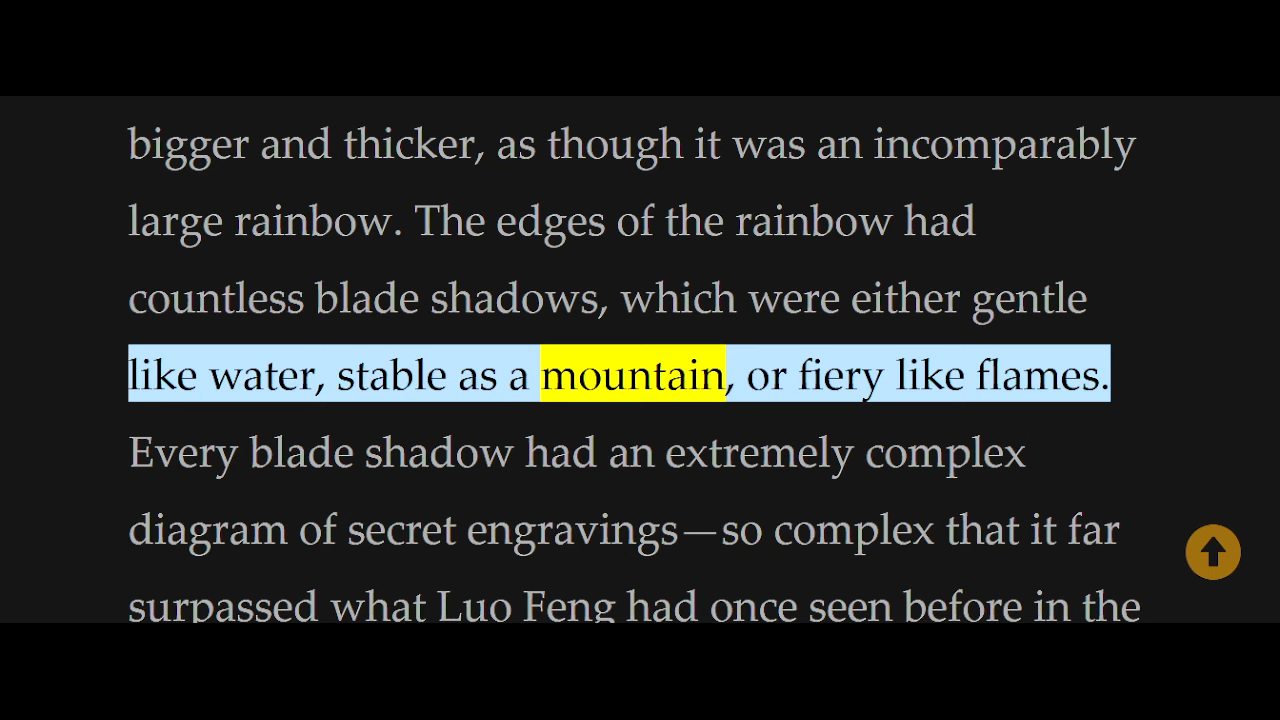 bigger and thicker, as though it was an incomparably
large rainbow. The edges of the rainbow had
countless blade shadows, which were either gentle
like water, stable as a mountain, or fiery like flames.
Every blade shadow had an extremely complex
diagram of secret engravings—so complex that it far
surpassed what Luo Feng had once seen before in the